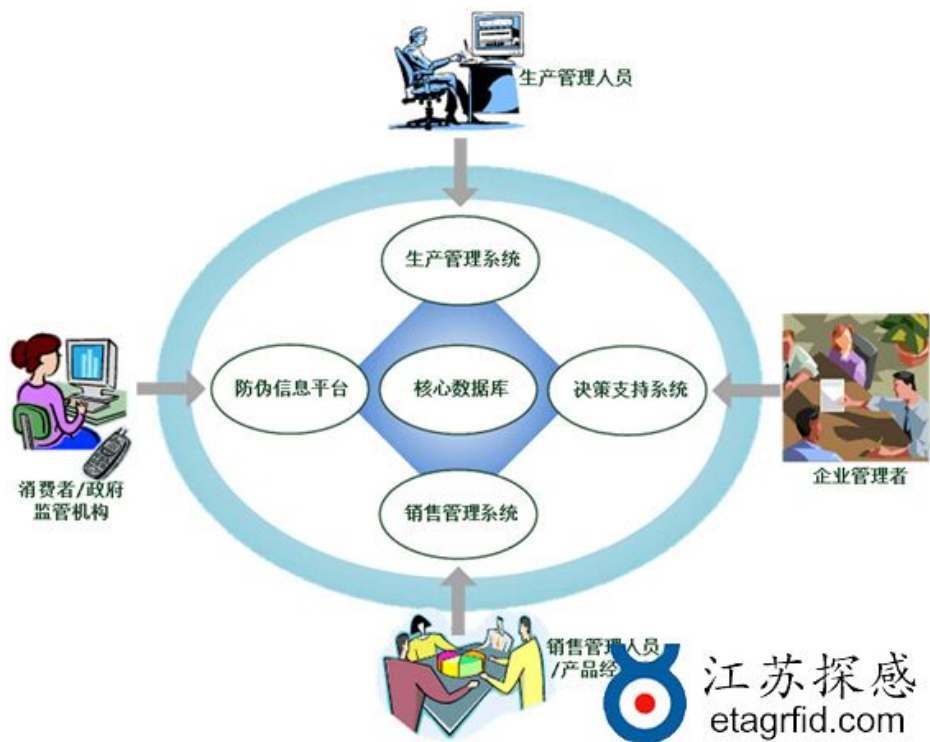 生产管理人员
生产管理系统
防伪信息平台
核心数据库
决策支持系统
消费者/政府
监管机构
企业管理者
销售管理系统
销售管理人员
/产品经
江苏探感
etagrfid.com